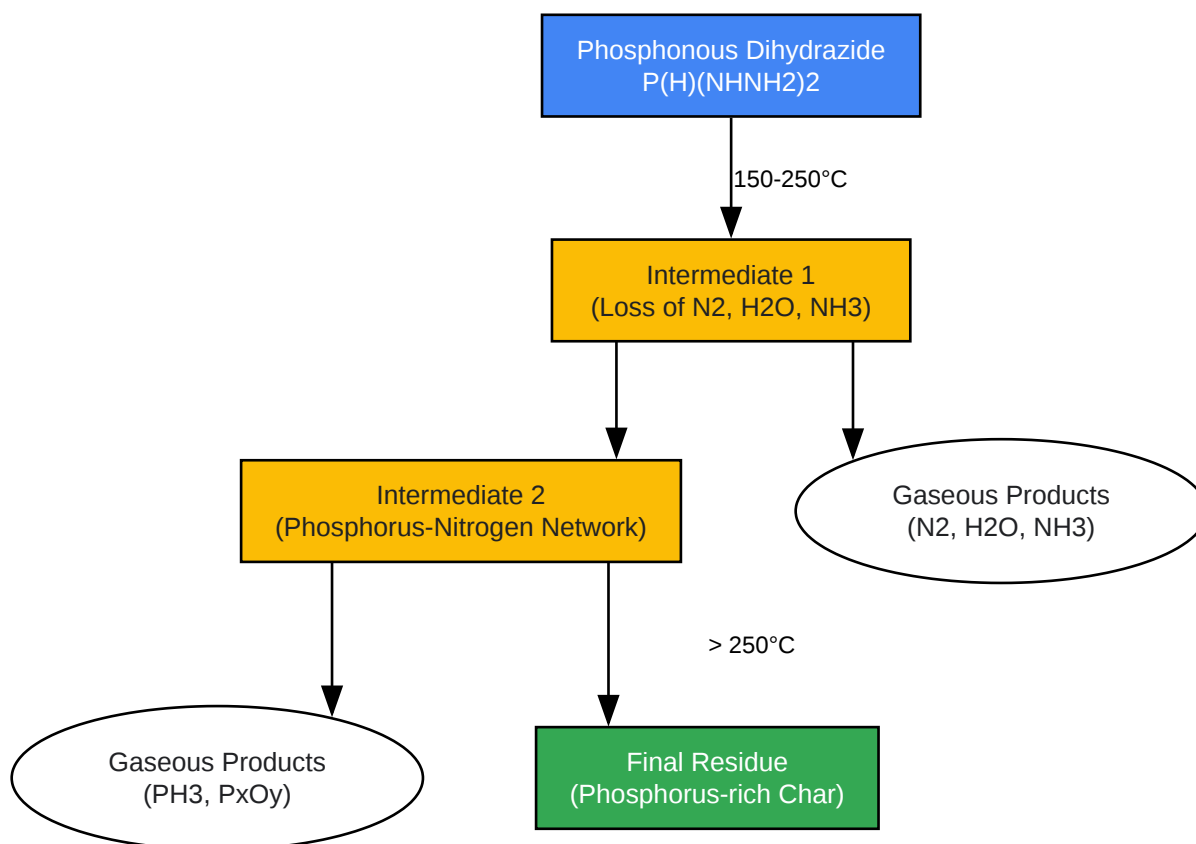 Phosphonous Dihydrazide
P(H)(NHNH2)2
150-250°C
Intermediate 1
(Loss of N2, H2O, NH3)
Intermediate 2
(Phosphorus-Nitrogen Network)
Gaseous Products
(N2, H2O, NH3)
> 250°C
Gaseous Products
(PH3, PxOy)
Final Residue
(Phosphorus-rich Char)